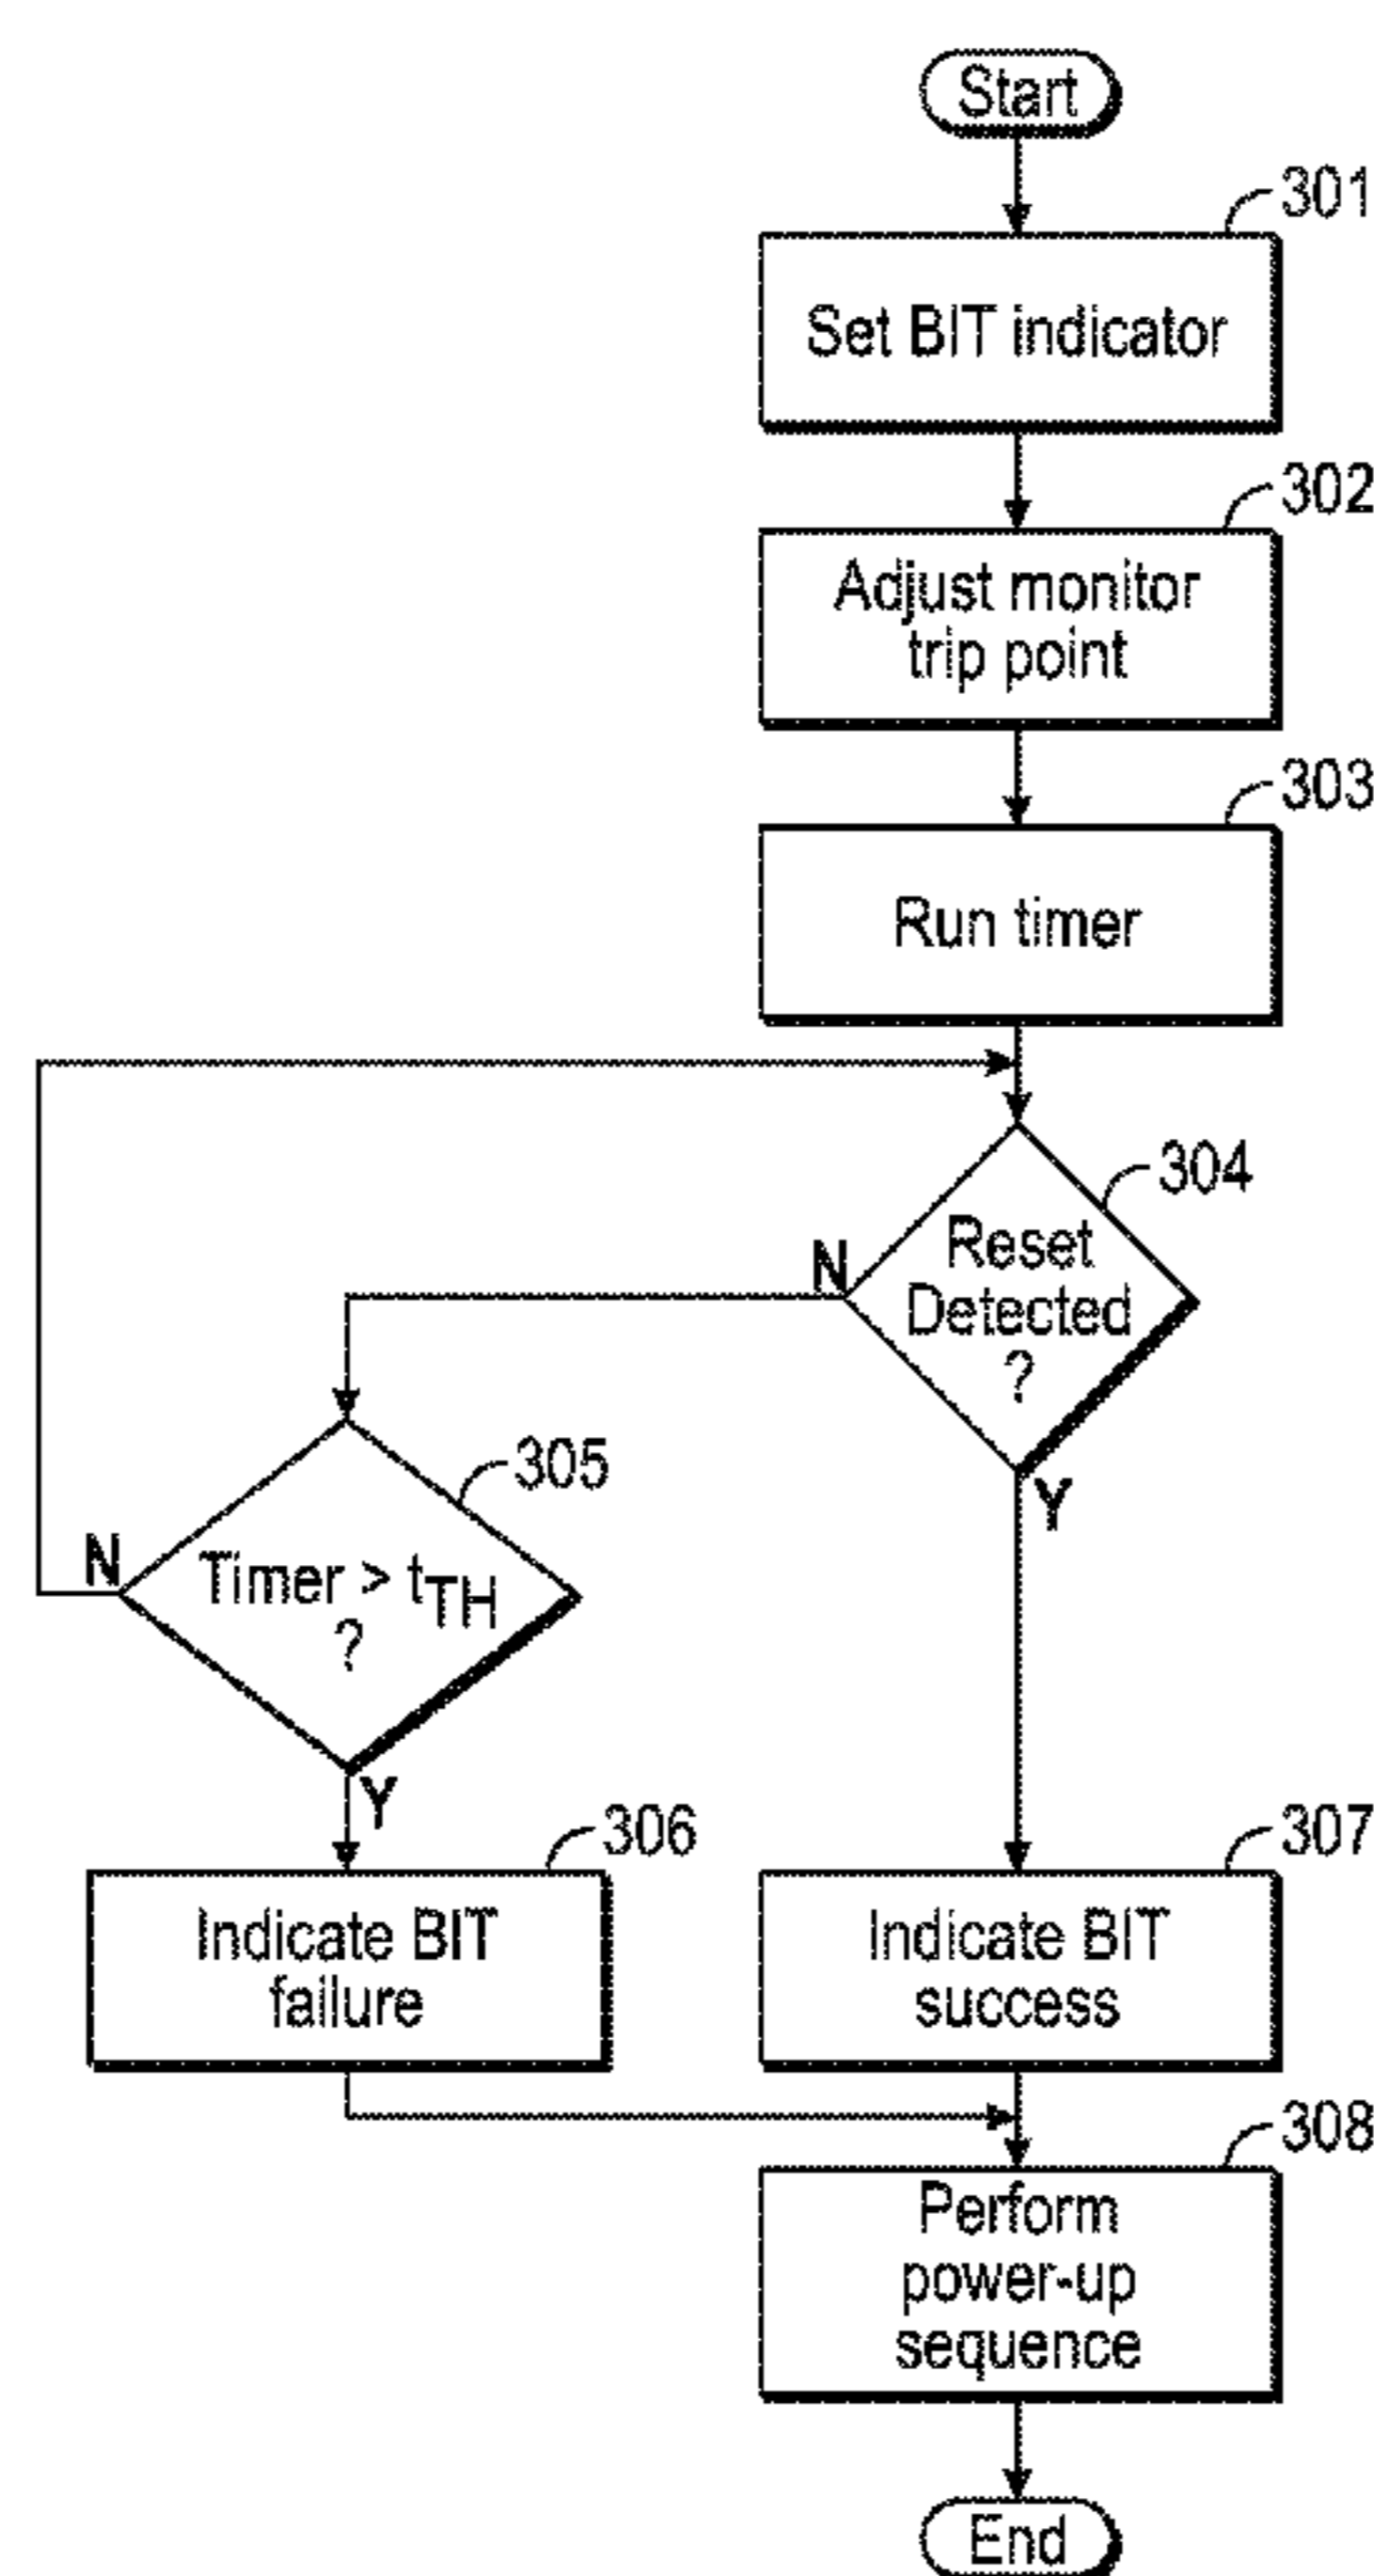 Start
301
Set BIT indicator
302
Adjust monitor
trip point
303
Run timer
304
N
Reset
Detected
?
Y
305
N
Timer > tTH
?
Y
306
Indicate BIT
failure
307
Indicate BIT
success
308
Perform
power-up
sequence
End